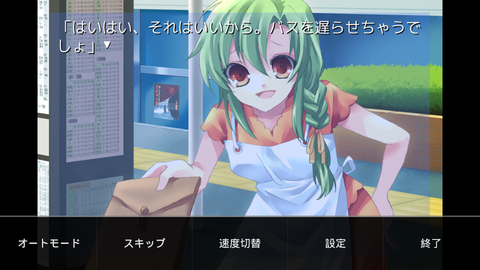 「はいはい、それはいいから。バスを遅らせちゃうで
しょ」▼
オートモード
スキップ
速度切替
設定
終了